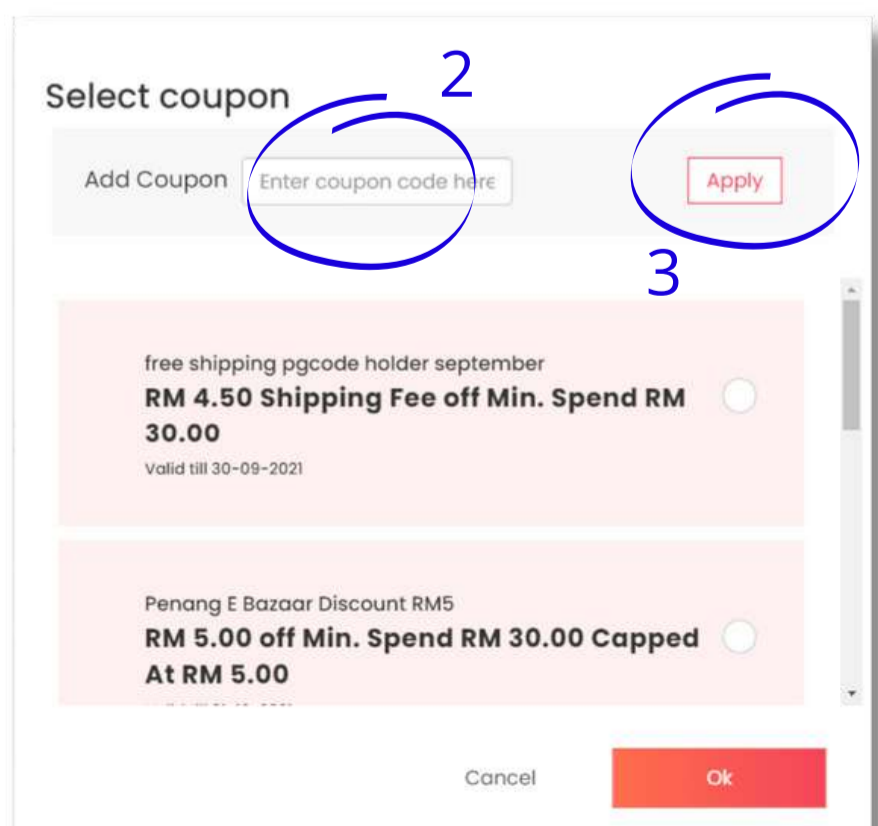 Select coupon
2
Add Coupon
Enter coupon code here
Apply
3
free shipping pgcode holder september
RM 4.50 Shipping Fee off Min. Spend RM
30.00
Valid till 30-09-2021
Penang E Bazaar Discount RM5
RM 5.00 off Min. Spend RM 30.00 Capped
At RM 5.00
Cancel
Ok